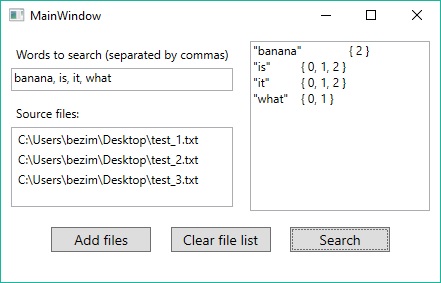 MainWindow
Words to search (separated by commas)
banana, is, it, what
Source files:
C:\Users\bezim\Desktop\test_1.txt
C:\Users\bezim\Desktop\test_2.txt
C:\Users\bezim\Desktop\test_3.txt
"banana" { 2 }
"is" { 0, 1, 2 }
"it" { 0, 1, 2 }
"what" { 0, 1 }
Add files
Clear file list
Search